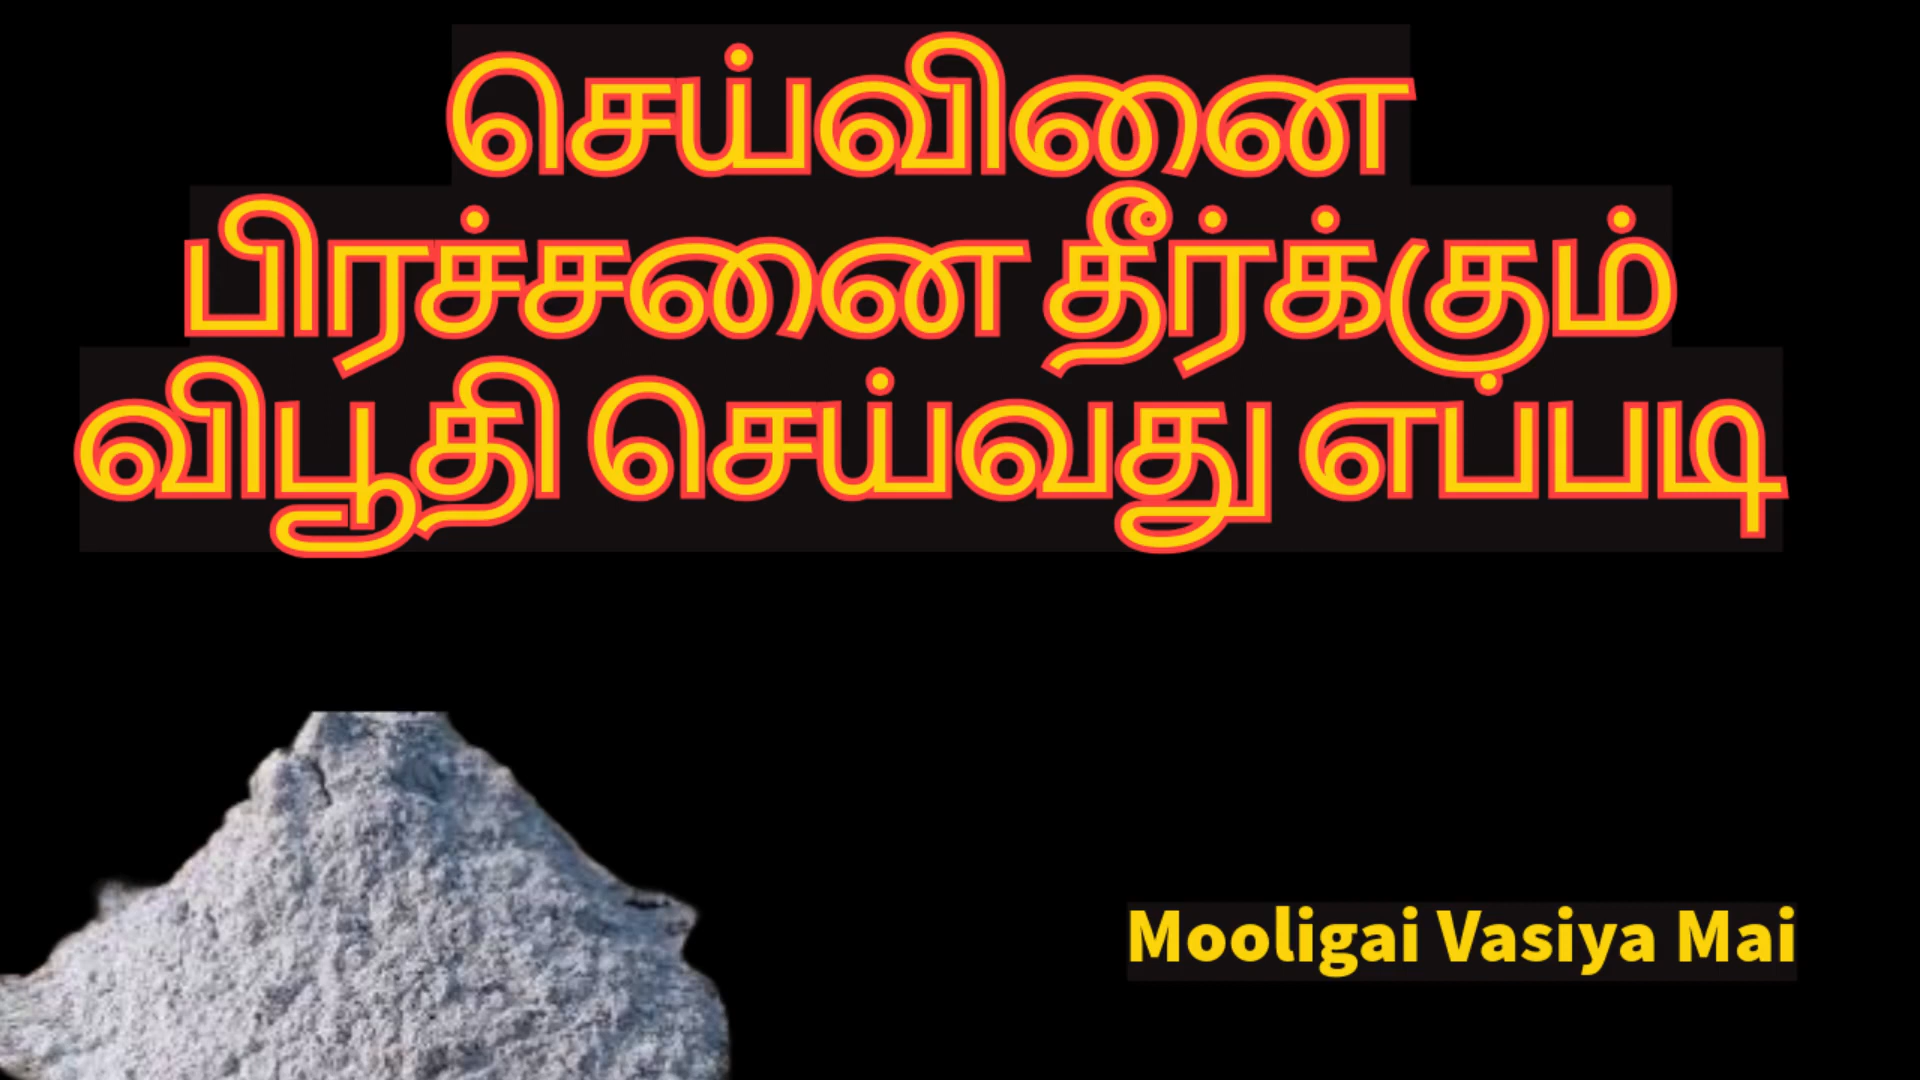 செய்வினை
பிரச்சனை தீர்க்கும்
விபூதி செய்வது எப்படி
Mooligai Vasiya Mai